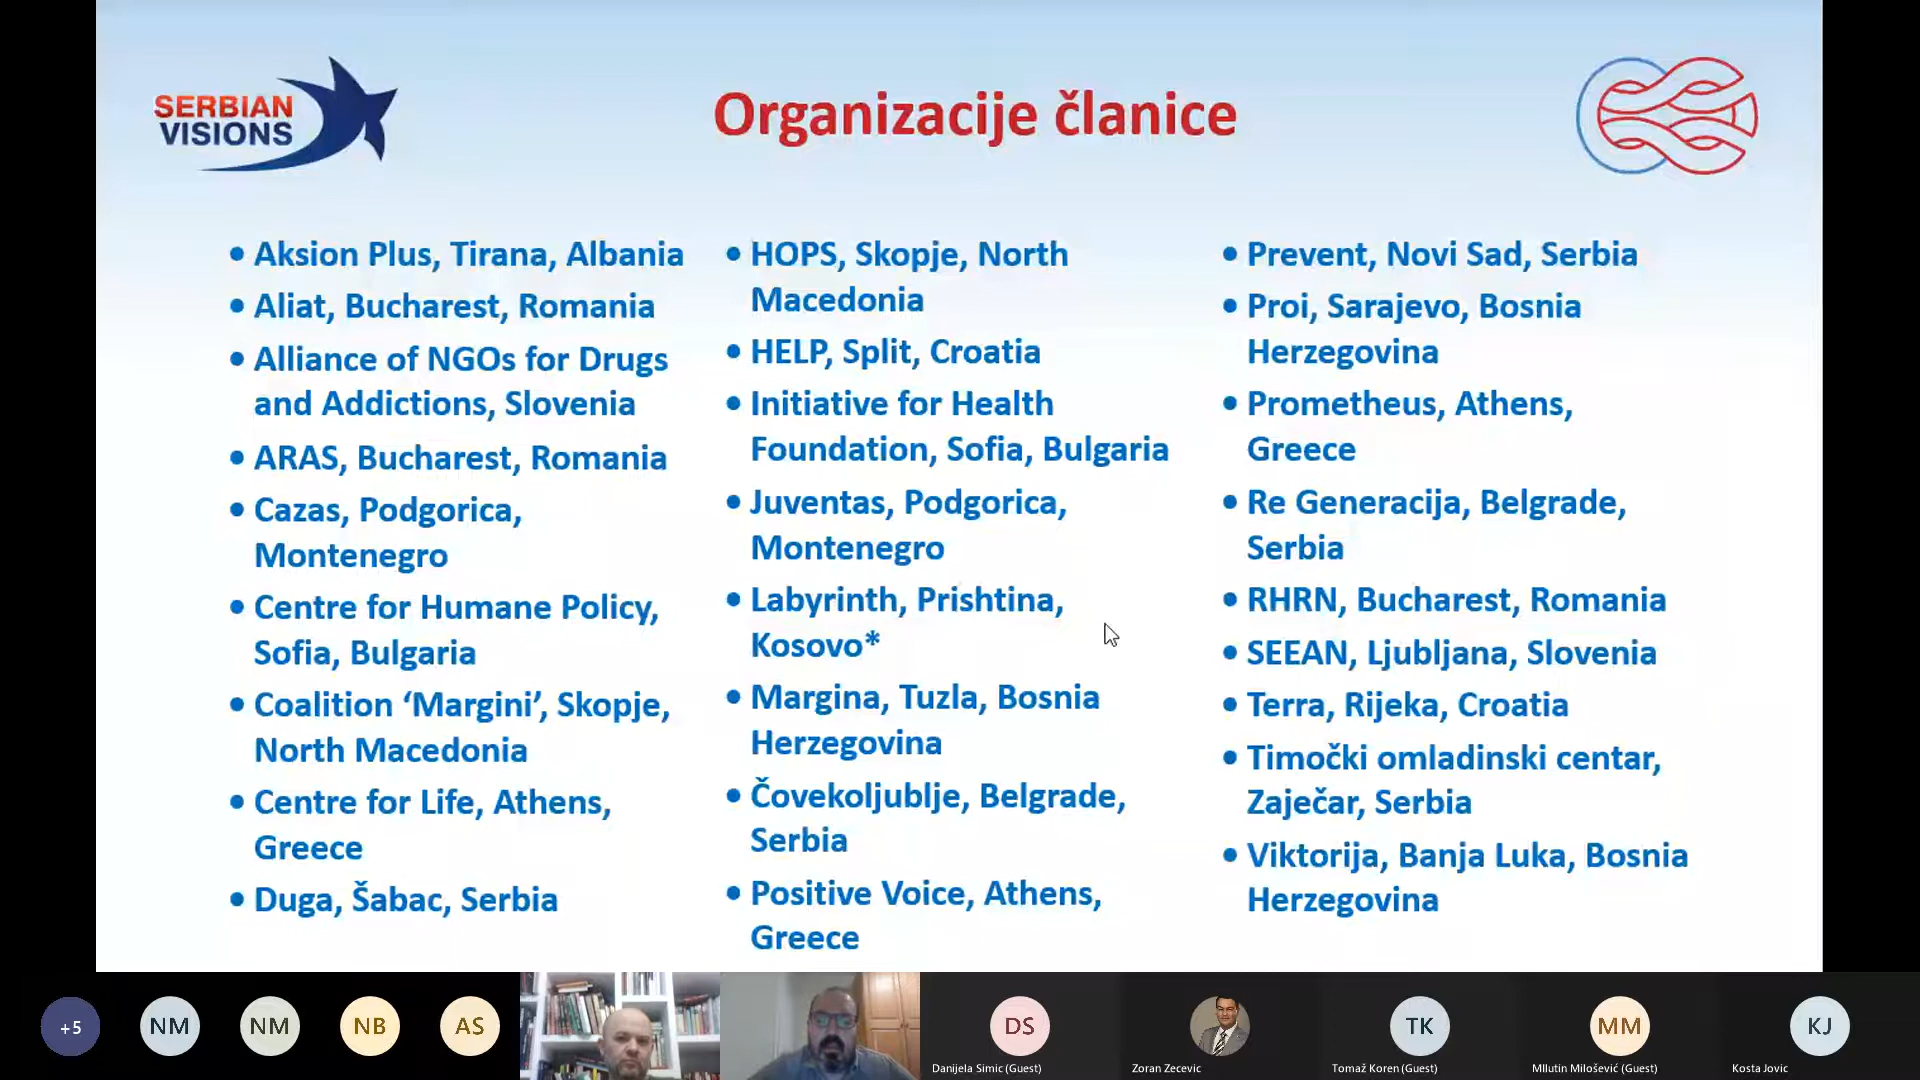 SERBIAN
VISIONS
Organizacije članice
• Aksion Plus, Tirana, Albania
• Aliat, Bucharest, Romania
• Alliance of NGOs for Drugs
and Addictions, Slovenia
• ARAS, Bucharest, Romania
• Cazas, Podgorica,
Montenegro
• Centre for Humane Policy,
Sofia, Bulgaria
• Coalition ‘Margini’, Skopje,
North Macedonia
• Centre for Life, Athens,
Greece
• Duga, Šabac, Serbia
• HOPS, Skopje, North
Macedonia
• HELP, Split, Croatia
• Initiative for Health
Foundation, Sofia, Bulgaria
• Juventas, Podgorica,
Montenegro
• Labyrinth, Prishtina,
Kosovo*
• Margina, Tuzla, Bosnia
Herzegovina
• Čovekoljublje, Belgrade,
Serbia
• Positive Voice, Athens,
Greece
• Prevent, Novi Sad, Serbia
• Proi, Sarajevo, Bosnia
Herzegovina
• Prometheus, Athens,
Greece
• Re Generacija, Belgrade,
Serbia
• RHRN, Bucharest, Romania
• SEEAN, Ljubljana, Slovenia
• Terra, Rijeka, Croatia
• Timočki omladinski centar,
Zaječar, Serbia
• Viktorija, Banja Luka, Bosnia
Herzegovina
+5
NM
NM
NB
AS
DS
Danijela Simic (Guest)
Zoran Zecevic
TK
Tomaž Koren (Guest)
MM
MIlutin Milošević (Guest)
KJ
Kosta Jovic